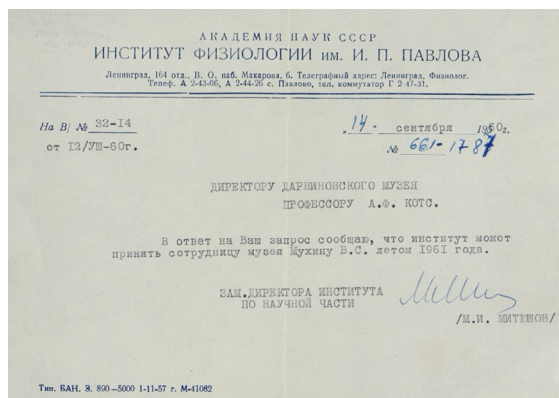 АКАДЕМИЯ НАУК СССР
ИНСТИТУТ ФИЗИОЛОГИИ им. И. П. ПАВЛОВА
Ленинград, 164 отд., В. О. наб. Макарова, 6. Телеграфный адрес: Ленинград, Физиолог.
Телеф. А 2-43-06, А 2-44-26 с. Павлово, тел. коммутатор Г 2 47-31.
На В/ № 32-14
„14“ сентября 1960г.
от 12/УШ-60г.
№ 661-1787
ДИРЕКТОРУ ДАРВИНОВСКОГО МУЗЕЯ
ПРОФЕССОРУ А.Ф. КОТС.
В ответ на Ваш запрос сообщаю, что институт может
принять сотрудницу музея Мухину В.С. летом 1961 года.
ЗАМ.ДИРЕКТОРА ИНСТИТУТА
ПО НАУЧНОЙ ЧАСТИ
/М.И. МИТЮШОВ/
Тип. БАН. З. 890—5000 1-11-57 г. М-41082